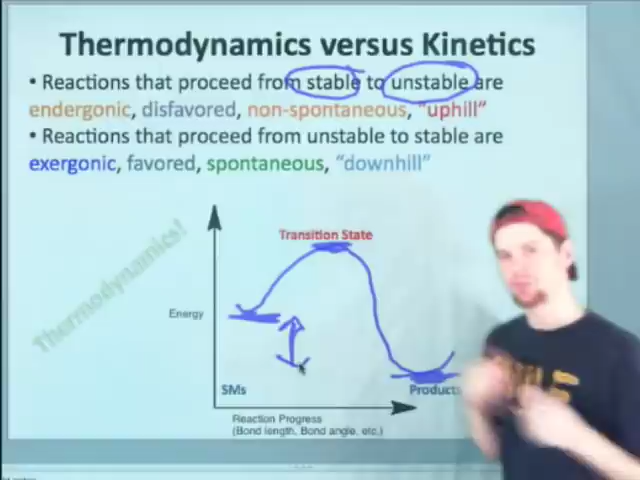 Thermodynamics versus Kinetics
• Reactions that proceed from stable to unstable are
endergonic, disfavored, non-spontaneous, "uphill"
• Reactions that proceed from unstable to stable are
exergonic, favored, spontaneous, "downhill"
Thermodynamics!
Transition State
Energy
SMs
Products
Reaction Progress
(Bond length, Bond angle, etc.)